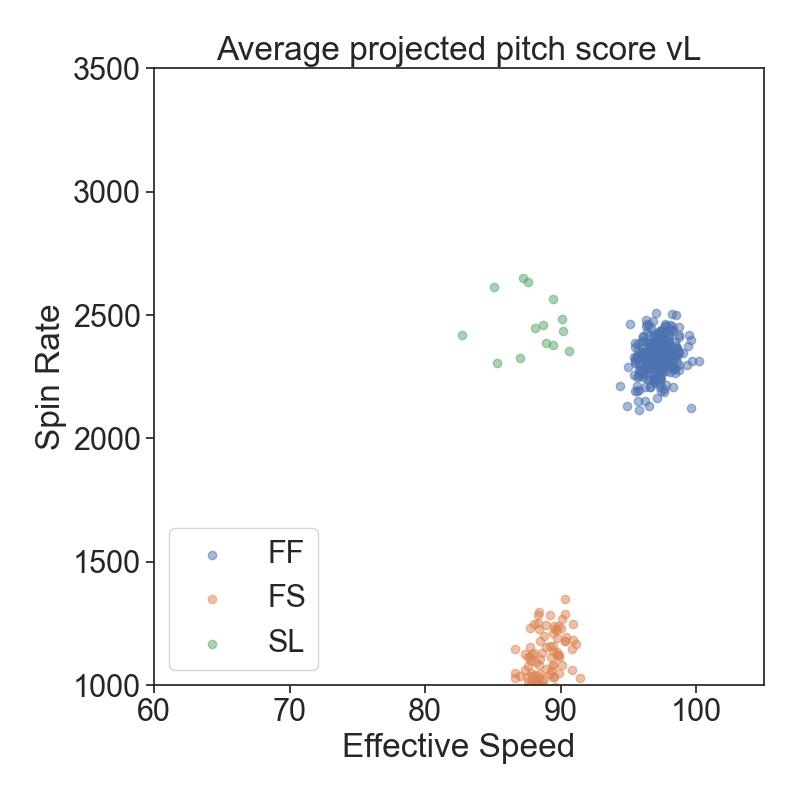 Average projected pitch score vL
3500
3000
2500
2000
1500
1000
Spin Rate
FF
FS
SL
60 70 80 90 100
Effective Speed